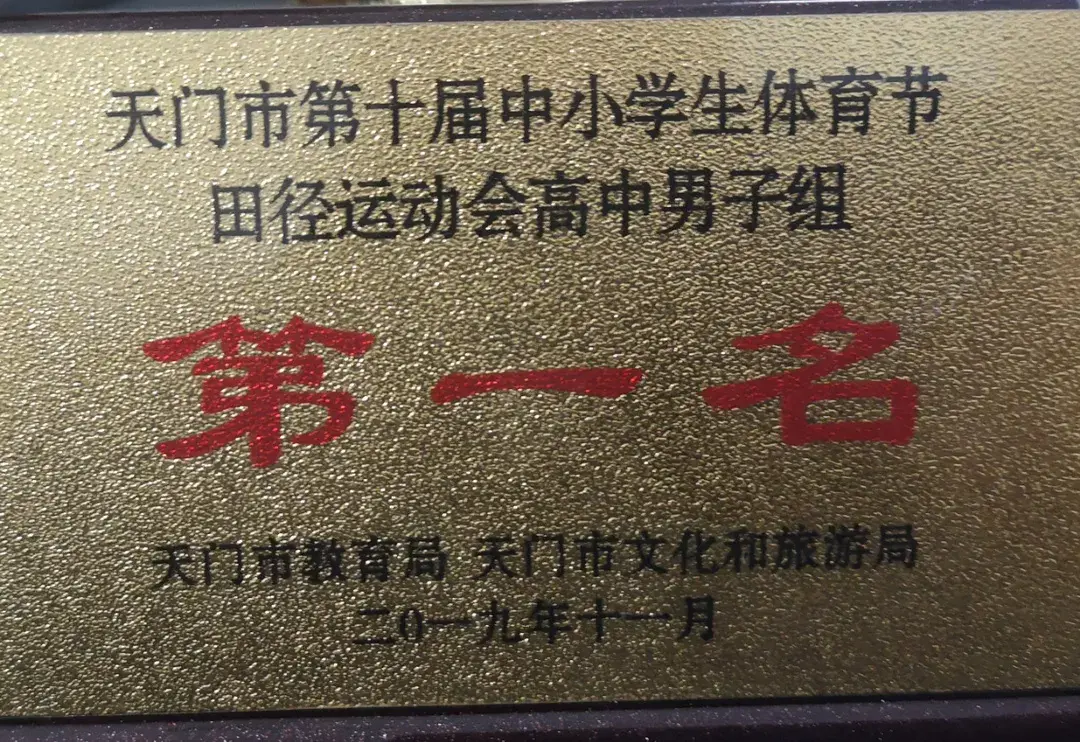 天门市第十届中小学生体育节
田径运动会高中男子组
第一名
天门市教育局 天门市文化和旅游局
二0一九年十一月